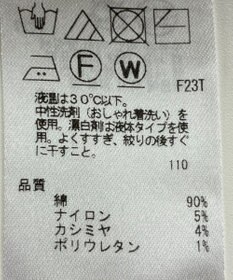 F W
F23T
液温は30℃以下。
中性洗剤(おしゃれ着洗い)を
使用。漂白剤は液体タイプを使
用。よくすすぎ、絞りの後すぐ
に干すこと。
110
品質
綿 90%
ナイロン 5%
カシミヤ 4%
ポリウレタン 1%